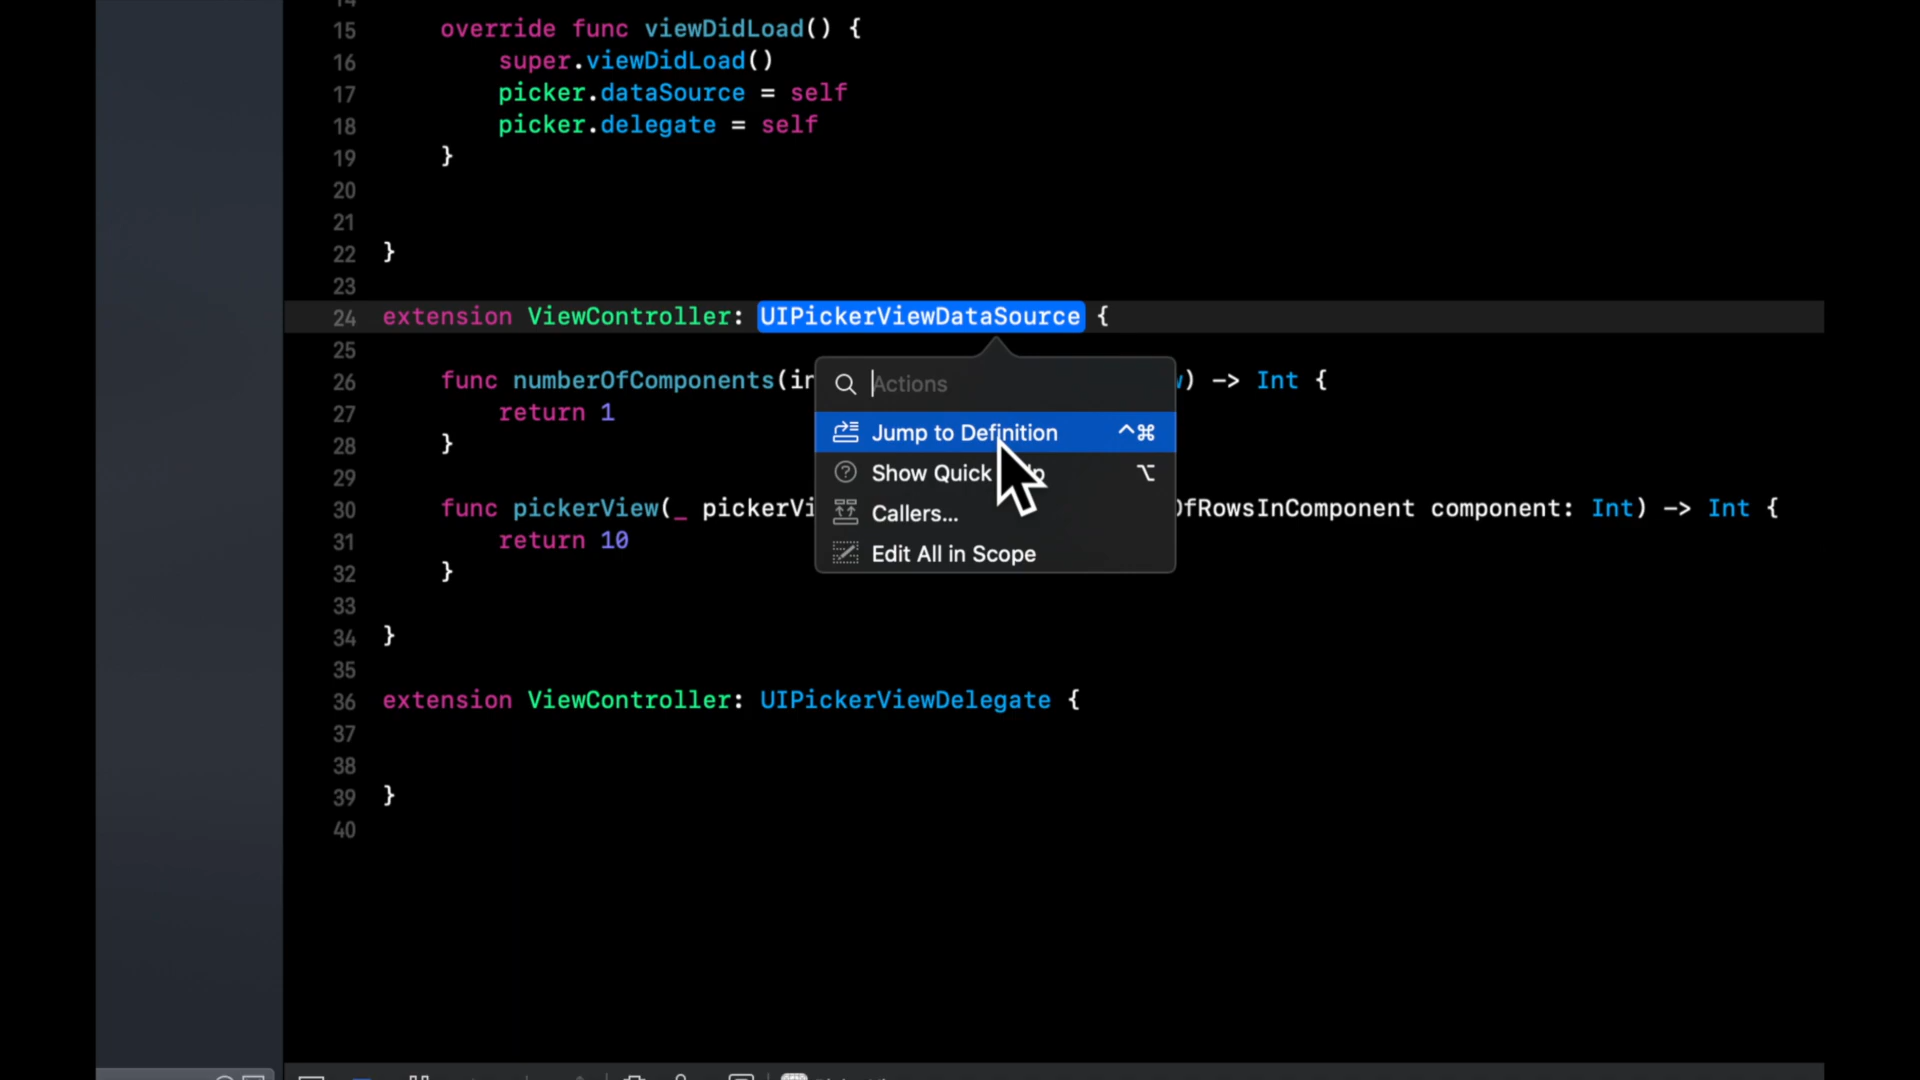 15 override func viewDidLoad() {
16 super.viewDidLoad()
17 picker.dataSource = self
18 picker.delegate = self
19 }
20
21
22 }
23
24 extension ViewController: UIPickerViewDataSource {
25
Actions
26 func numberOfComponents(in ) -> Int {
27 return 1
Jump to Definition ^⌘
28 }
29 Show Quick ⌥
30 func pickerView(_ pickerVi fRowsInComponent component: Int) -> Int {
Callers...
31 return 10
Edit All in Scope
32 }
33
34 }
35
36 extension ViewController: UIPickerViewDelegate {
37
38
39 }
40